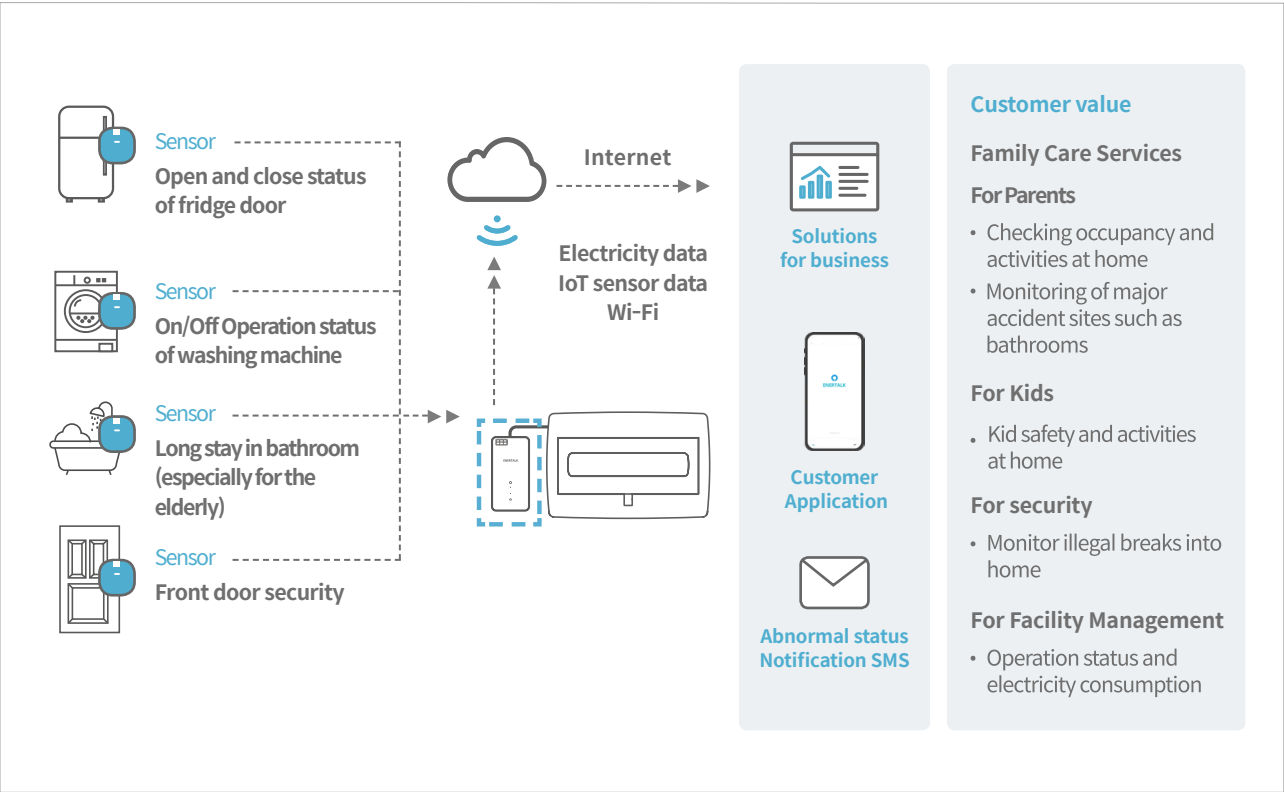 Sensor
Open and close status
of fridge door
Sensor
On/Off Operation status
of washing machine
Sensor
Long stay in bathroom
(especially for the
elderly)
Sensor
Front door security
Internet
Electricity data
IoT sensor data
Wi-Fi
ENERTALK
Solutions
for business
ENERTALK
Customer
Application
Abnormal status
Notification SMS
Customer value
Family Care Services
For Parents
• Checking occupancy and
activities at home
• Monitoring of major
accident sites such as
bathrooms
For Kids
• Kid safety and activities
at home
For security
• Monitor illegal breaks into
home
For Facility Management
• Operation status and
electricity consumption